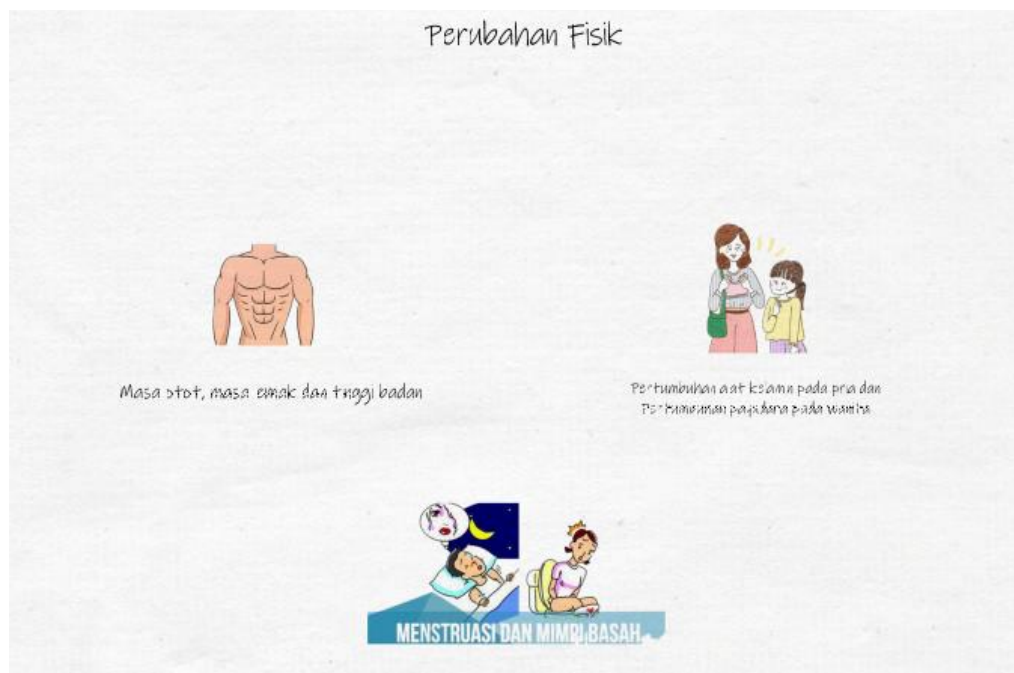 Perubahan Fisik
Masa otot, masa lemak dan tinggi badan
Pertumbuhan alat kelamin pada pria dan
Pertumbuhan payudara pada wanita
MENSTRUASI DAN MIMPI BASAH